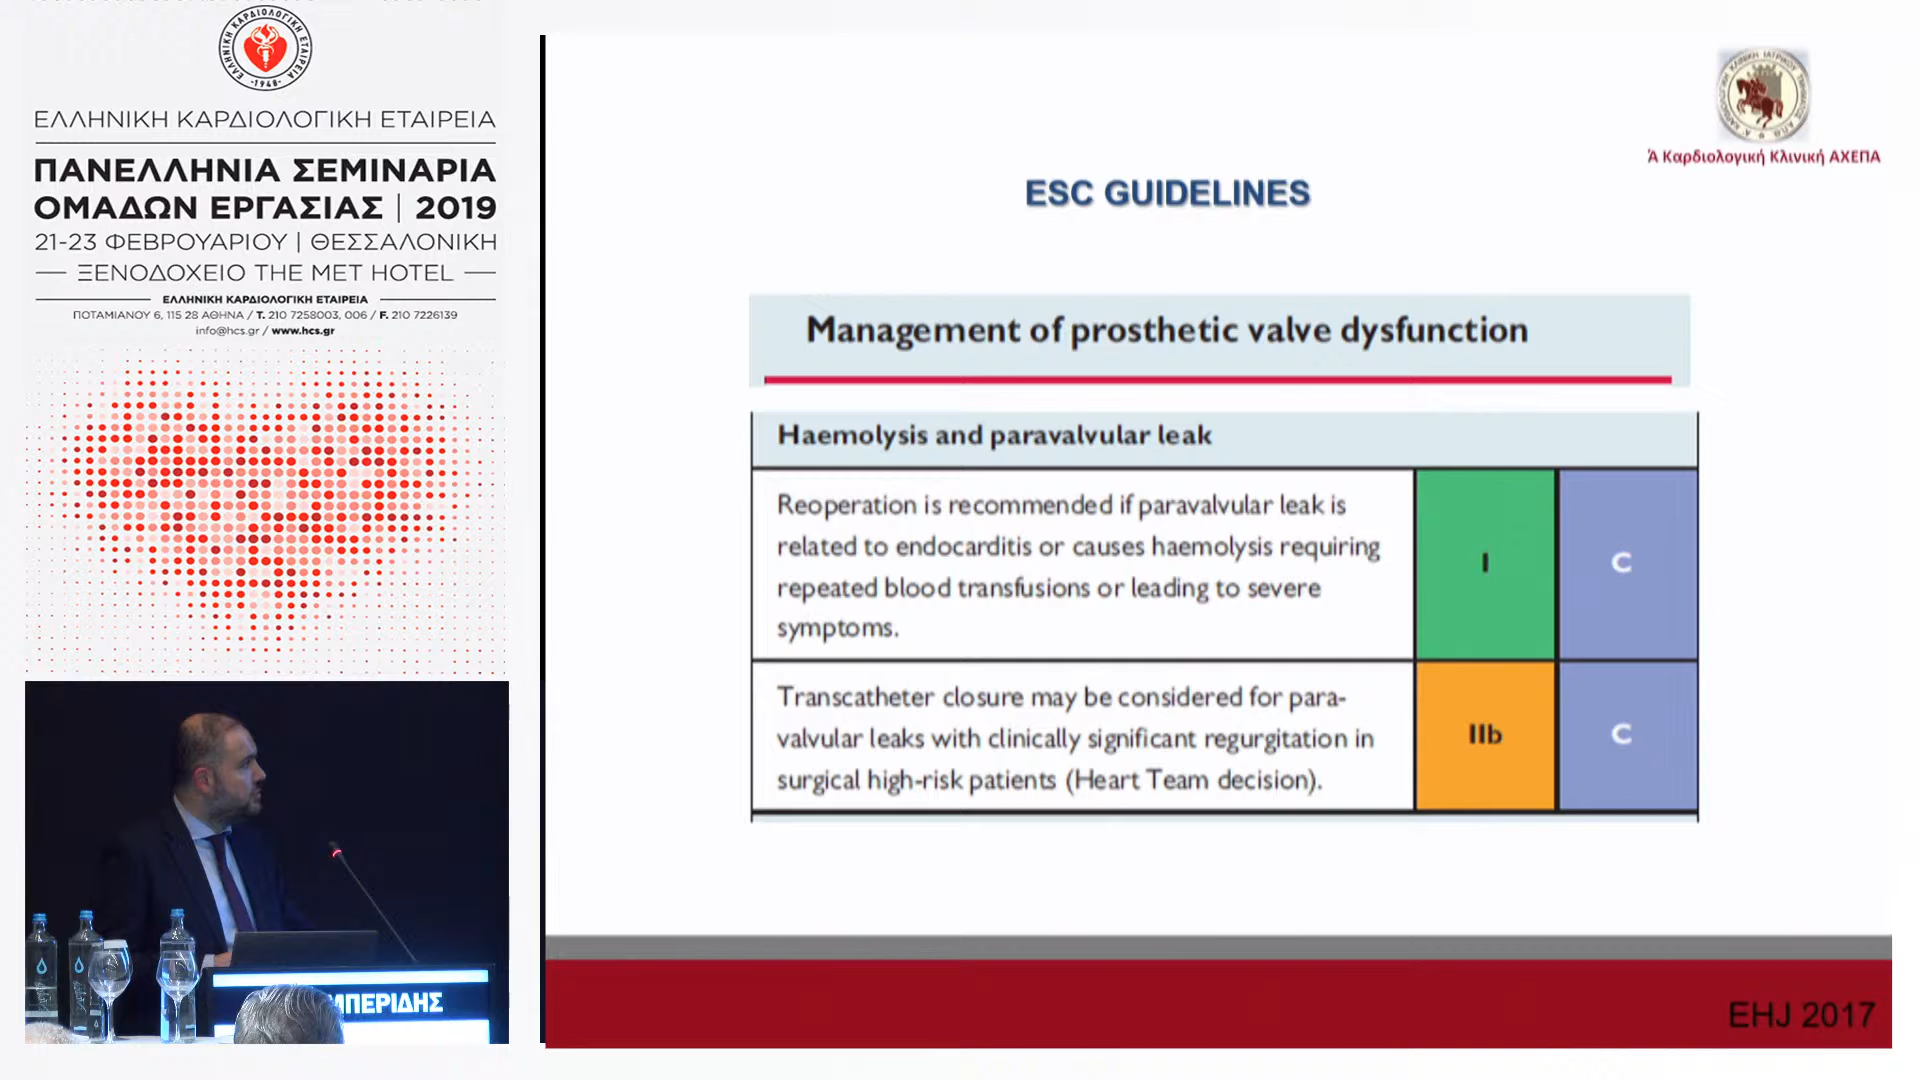 ΕΛΛΗΝΙΚΗ ΚΑΡΔΙΟΛΟΓΙΚΗ ΕΤΑΙΡΕΙΑ
-1948-
ΕΛΛΗΝΙΚΗ ΚΑΡΔΙΟΛΟΓΙΚΗ ΕΤΑΙΡΕΙΑ
ΠΑΝΕΛΛΗΝΙΑ ΣΕΜΙΝΑΡΙΑ
ΟΜΑΔΩΝ ΕΡΓΑΣΙΑΣ | 2019
21-23 ΦΕΒΡΟΥΑΡΙΟΥ | ΘΕΣΣΑΛΟΝΙΚΗ
ΞΕΝΟΔΟΧΕΙΟ THE MET HOTEL
ΕΛΛΗΝΙΚΗ ΚΑΡΔΙΟΛΟΓΙΚΗ ΕΤΑΙΡΕΙΑ
ΠΟΤΑΜΙΑΝΟΥ 6, 115 28 ΑΘΗΝΑ / T. 210 7258003, 006 / F. 210 7226139
info@hcs.gr / www.hcs.gr
ΜΠΕΡΙΔΗΣ
Ά Καρδιολογική Κλινική ΑΧΕΠΑ
ESC GUIDELINES
Management of prosthetic valve dysfunction
Haemolysis and paravalvular leak
Reoperation is recommended if paravalvular leak is
related to endocarditis or causes haemolysis requiring
repeated blood transfusions or leading to severe
symptoms.
I
C
Transcatheter closure may be considered for para-
valvular leaks with clinically significant regurgitation in
surgical high-risk patients (Heart Team decision).
IIb
C
EHJ 2017